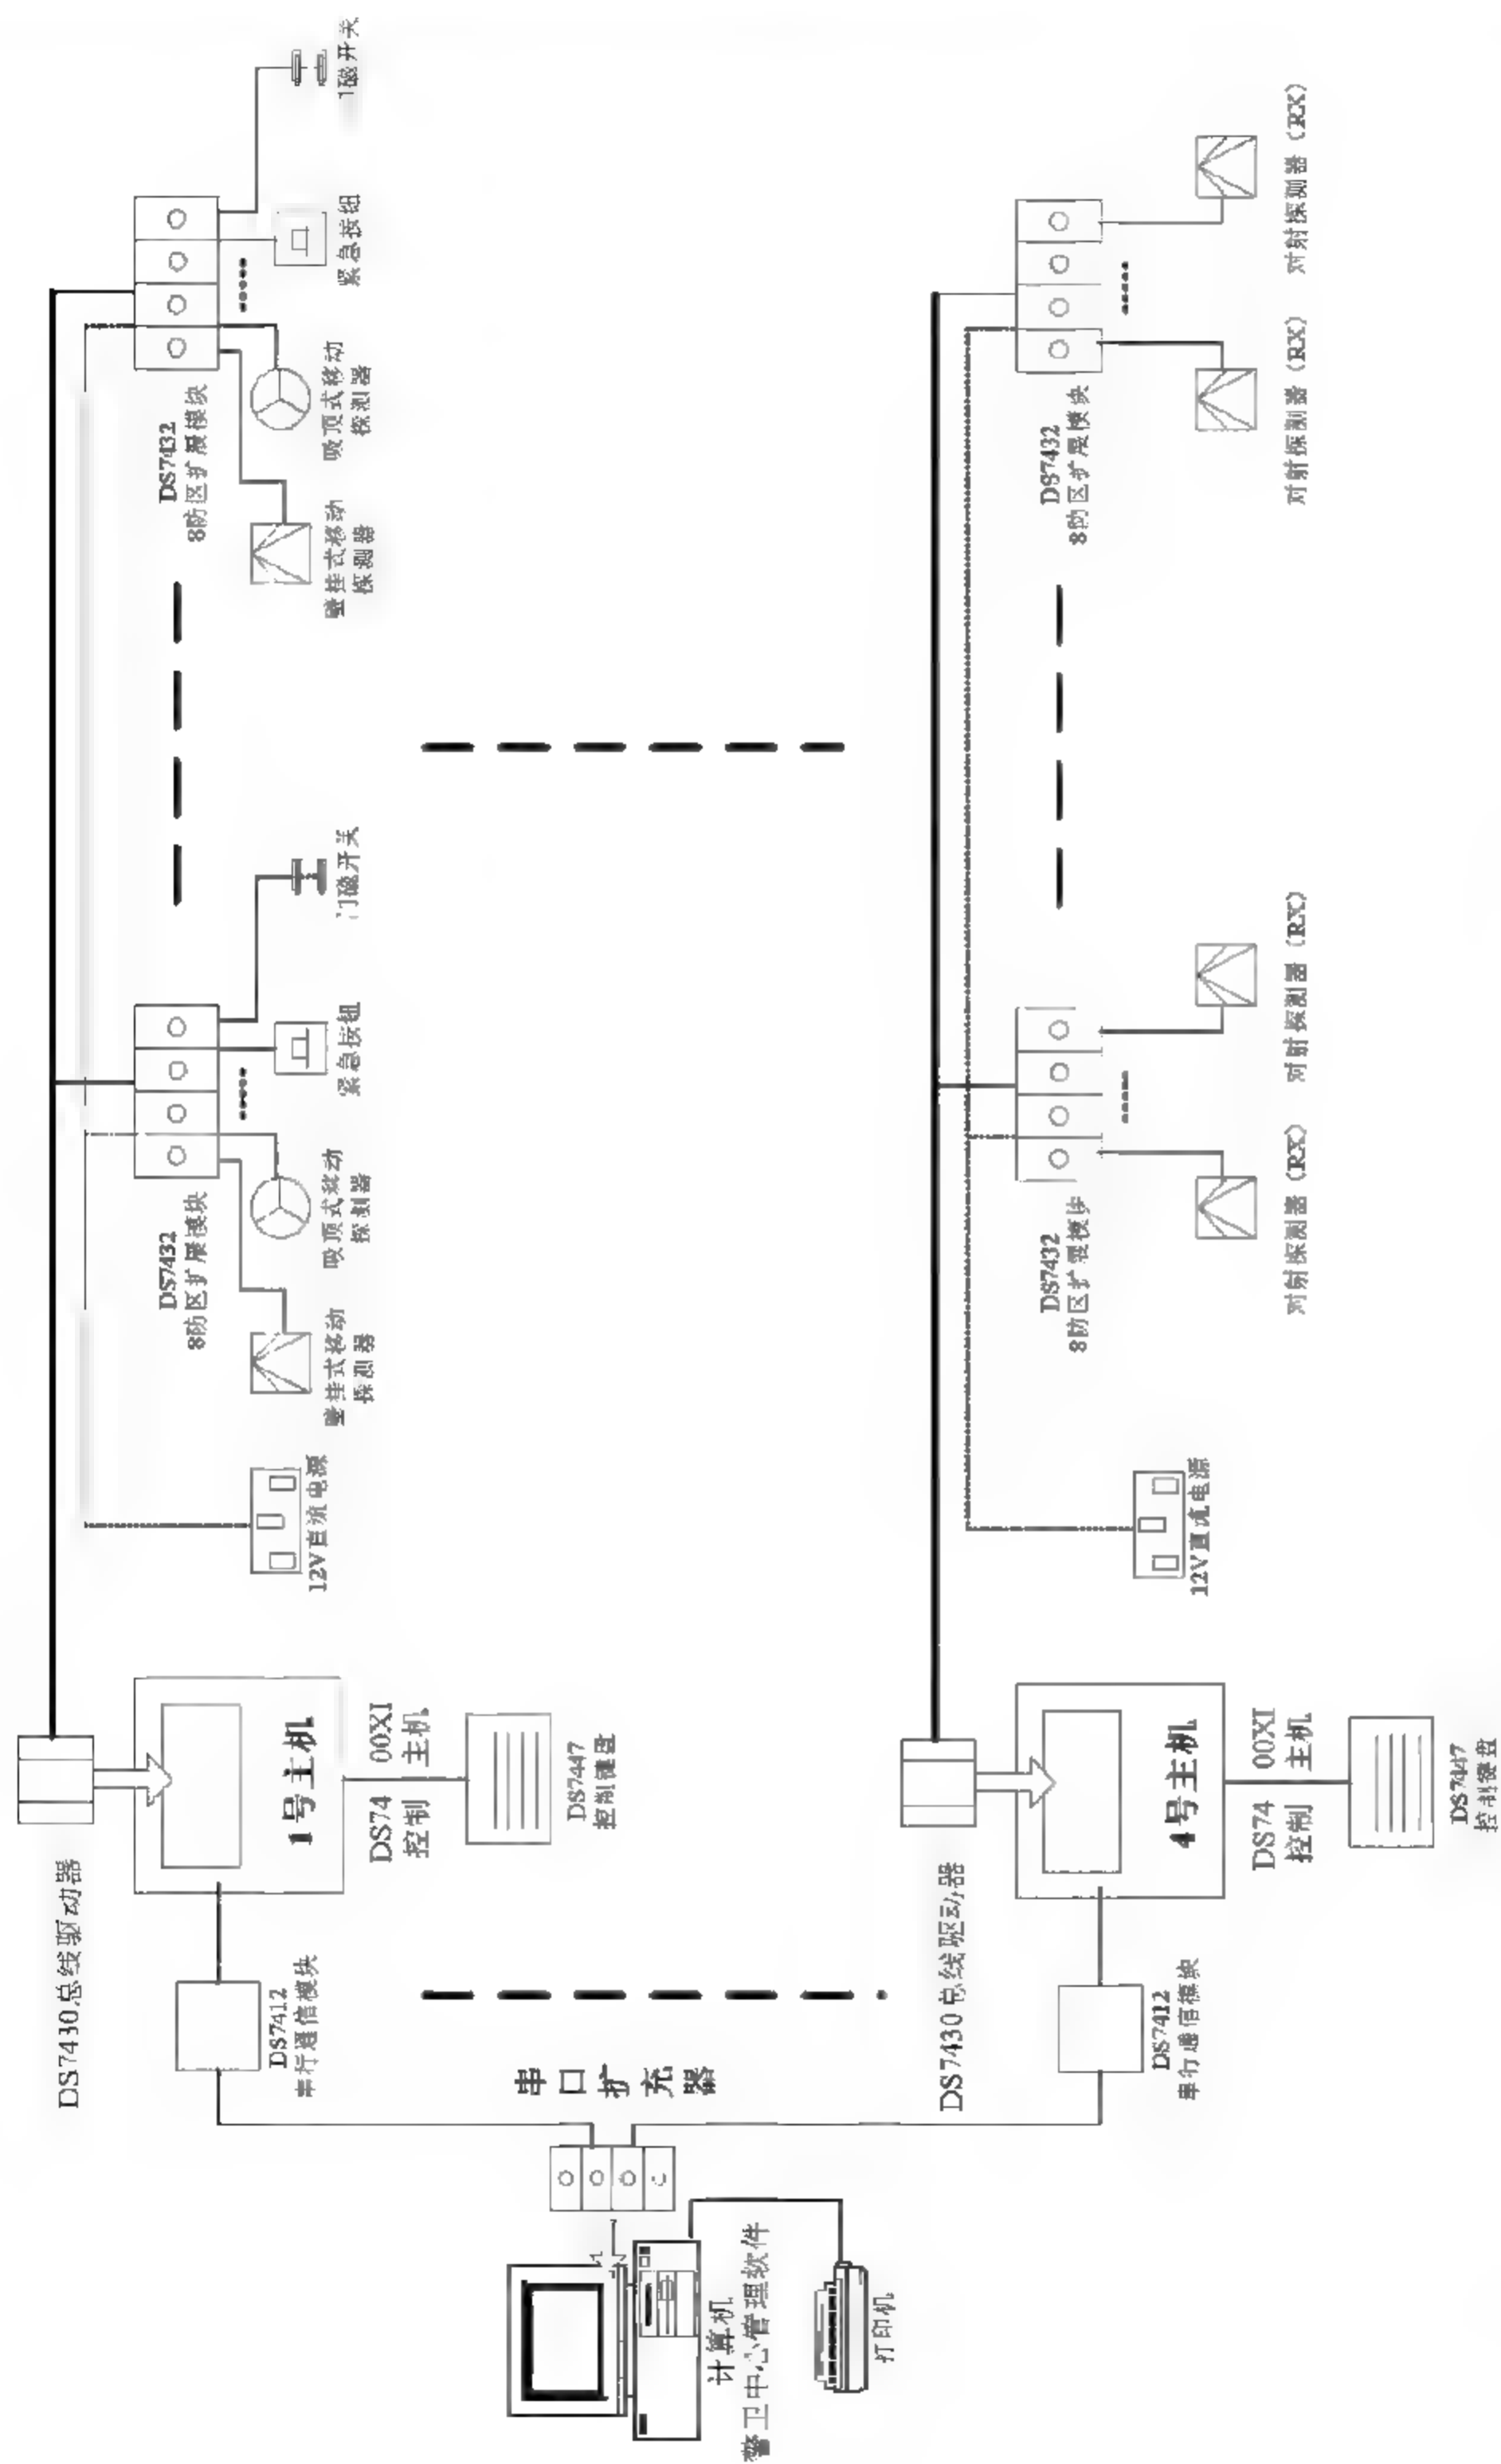 DS7430总线驱动器
1号主机
DS7400XI
控制主机
DS7447
控制键盘
DS7412
串行通信模块
12V直流电源
DS7432
8防区扩展模块
壁挂式移动
探测器
吸顶式移动
探测器
紧急按钮
门磁开关
DS7432
8防区扩展模块
壁挂式移动
探测器
吸顶式移动
探测器
紧急按钮
磁开关
串口扩充器
计算机
警卫中心管理软件
打印机
DS7430总线驱动器
4号主机
DS7400XI
控制主机
DS7447
控制键盘
DS7412
串行通信模块
12V直流电源
DS7432
8防区扩展模块
对射探测器(RX)
对射探测器(RX)
DS7432
8防区扩展模块
对射探测器(RX)
对射探测器(RX)